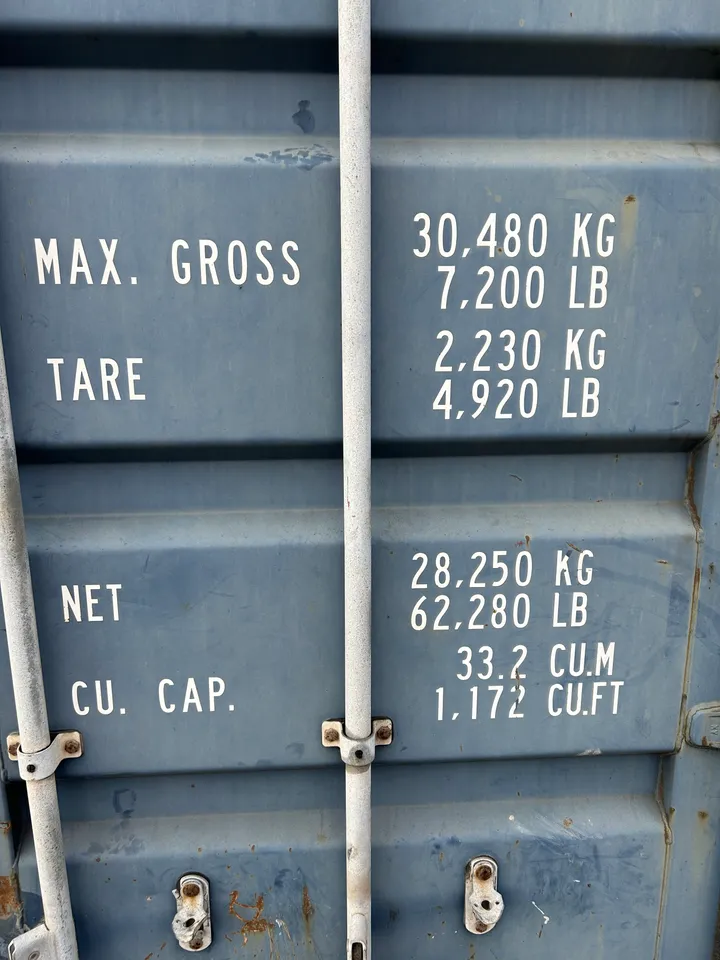 MAX. GROSS 30,480 KG
7,200 LB
TARE 2,230 KG
4,920 LB
NET 28,250 KG
62,280 LB
33.2 CU.M
CU. CAP. 1,172 CU.FT